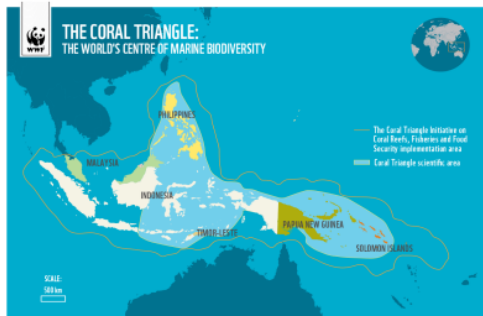 WWF
THE CORAL TRIANGLE:
THE WORLD'S CENTRE OF MARINE BIODIVERSITY
PHILIPPINES
The Coral Triangle Initiative on
Coral Reefs, Fisheries and Food
Security implementation area
Coral Triangle scientific area
MALAYSIA
INDONESIA
PAPUA NEW GUINEA
TIMOR-LESTE
SOLOMON ISLANDS
SCALE:
500 km